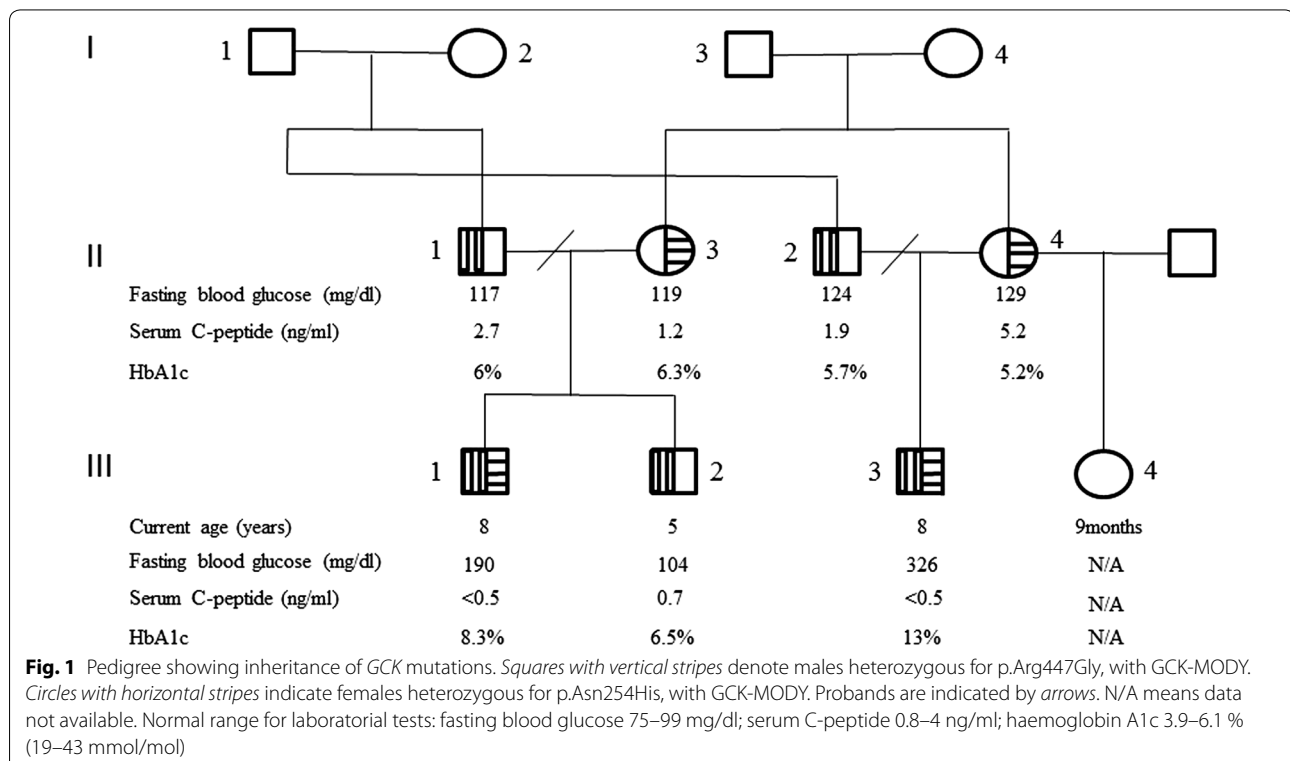 I 1 2 3 4
II 1 3 2 4
Fasting blood glucose (mg/dl) 117 119 124 129
Serum C-peptide (ng/ml) 2.7 1.2 1.9 5.2
HbA1c 6% 6.3% 5.7% 5.2%
III 1 2 3 4
Current age (years) 8 5 8 9months
Fasting blood glucose (mg/dl) 190 104 326 N/A
Serum C-peptide (ng/ml) <0.5 0.7 <0.5 N/A
HbA1c 8.3% 6.5% 13% N/A
Fig. 1 Pedigree showing inheritance of GCK mutations. Squares with vertical stripes denote males heterozygous for p.Arg447Gly, with GCK-MODY.
Circles with horizontal stripes indicate females heterozygous for p.Asn254His, with GCK-MODY. Probands are indicated by arrows. N/A means data
not available. Normal range for laboratorial tests: fasting blood glucose 75–99 mg/dl; serum C-peptide 0.8–4 ng/ml; haemoglobin A1c 3.9–6.1 %
(19–43 mmol/mol)